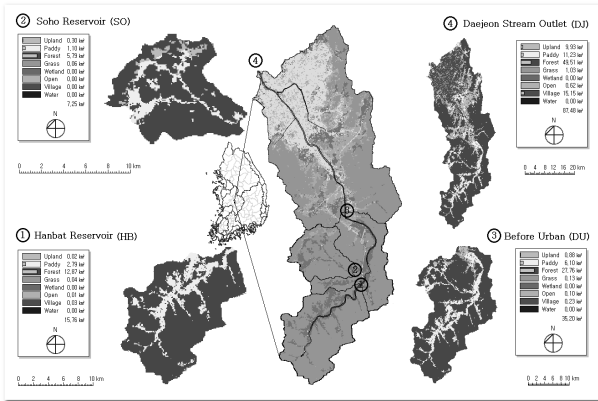 ② Soho Reservoir (SO)
Upland 0,30 km²
Paddy 1,10 km²
Forest 5,79 km²
Grass 0,06 km²
Wetland 0,00 km²
Open 0,00 km²
Village 0,00 km²
Water 0,00 km²
7,25 km²
N
0 2 4 6 8 10 km
④ Daejeon Stream Outlet (DJ)
Upland 9,93 km²
Paddy 11,23 km²
Forest 49,51 km²
Grass 1,03 km²
Wetland 0,00 km²
Open 0,62 km²
Village 15,15 km²
Water 0,00 km²
87,48 km²
N
0 4 8 12 16 20 km
④
② 
① Hanbat Reservoir (HB)
Upland 0,02 km²
Paddy 2,79 km²
Forest 12,87 km²
Grass 0,04 km²
Wetland 0,00 km²
Open 0,01 km²
Village 0,03 km²
Water 0,00 km²
15,76 km²
N
0 2 4 6 8 10 km
③ Before Urban (DU)
Upland 0,88 km²
Paddy 6,10 km²
Forest 27,76 km²
Grass 0,13 km²
Wetland 0,00 km²
Open 0,10 km²
Village 0,23 km²
Water 0,00 km²
35,20 km²
N
0 2 4 6 8 10 km